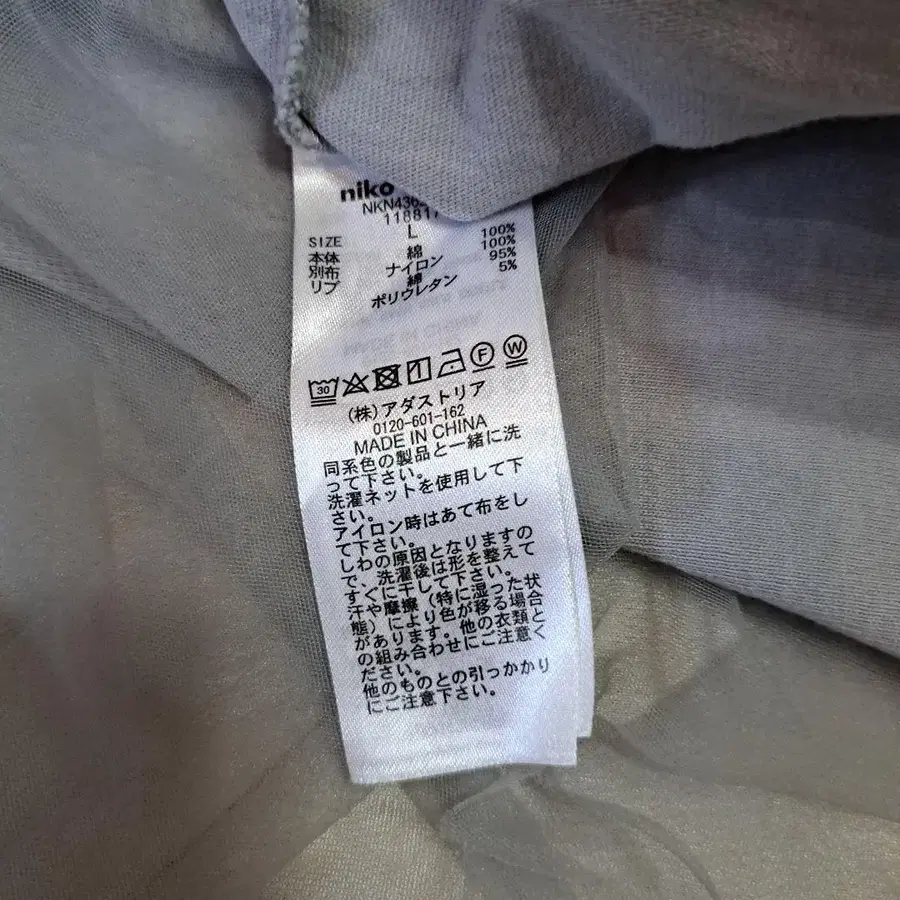 niko
NKN436
118817
SIZE L
本体 綿 100%
別布 ナイロン 100%
リブ 綿 95%
ポリウレタン 5%
30 F W
(株)アダストリア
0120-601-162
MADE IN CHINA
同系色の製品と一緒に洗
って下さい。
洗濯ネットを使用して下
さい。
アイロン時はあて布をし
て下さい。
しわの原因となりますの
で、洗濯後は形を整えて
すぐに干して下さい。
汗や摩擦(特に湿った状
態)により色が移る場合
があります。他の衣類と
の組み合わせにご注意く
ださい。
他のものとの引っかかり
にご注意下さい。